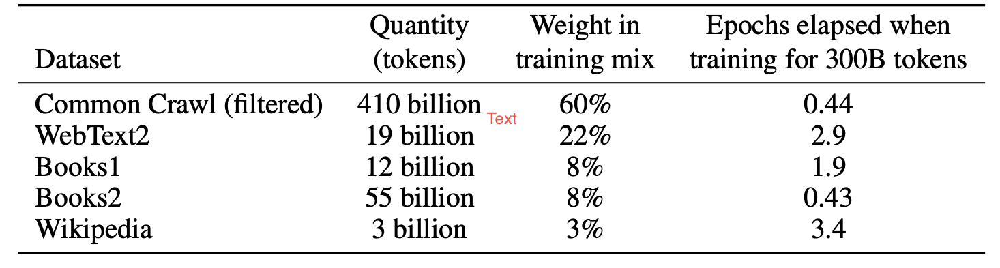 Quantity Weight in Epochs elapsed when
Dataset (tokens) training mix training for 300B tokens
Common Crawl (filtered) 410 billion 60% 0.44
Text
WebText2 19 billion 22% 2.9
Books1 12 billion 8% 1.9
Books2 55 billion 8% 0.43
Wikipedia 3 billion 3% 3.4